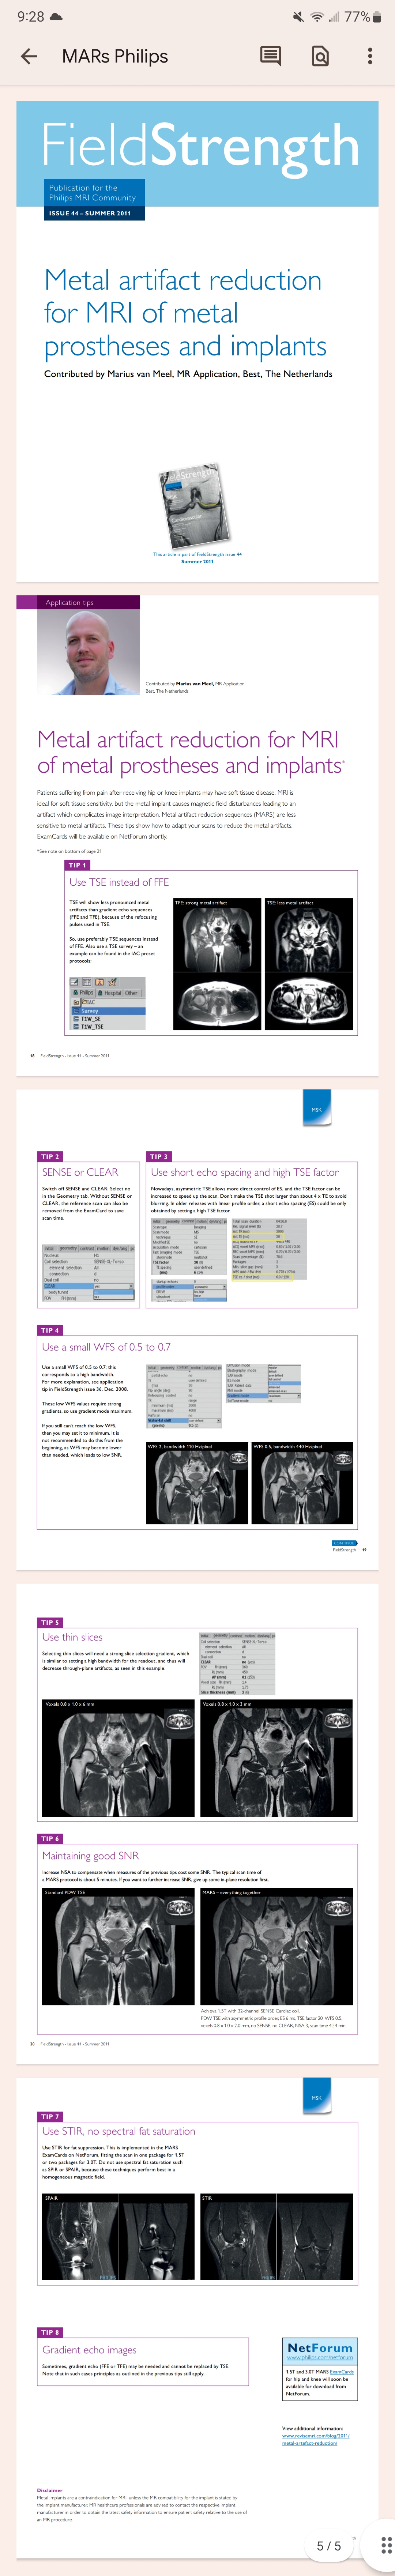 9:28
77%
MARs Philips
FieldStrength
Publication for the
Philips MRI Community
ISSUE 44 – SUMMER 2011
Metal artifact reduction
for MRI of metal
prostheses and implants
Contributed by Marius van Meel, MR Application, Best, The Netherlands
This article is part of FieldStrength issue 44
Summer 2011
Application tips
Contributed by Marius van Meel, MR Application,
Best, The Netherlands
Metal artifact reduction for MRI
of metal prostheses and implants*
Patients suffering from pain after receiving hip or knee implants may have soft tissue disease. MRI is
ideal for soft tissue sensitivity, but the metal implant causes magnetic field disturbances leading to an
artifact which complicates image interpretation. Metal artifact reduction sequences (MARS) are less
sensitive to metal artifacts. These tips show how to adapt your scans to reduce the metal artifacts.
ExamCards will be available on NetForum shortly.
*See note on bottom of page 21
TIP 1
Use TSE instead of FFE
TSE will show less pronounced metal
artifacts than gradient echo sequences
(FFE and TFE), because of the refocusing
pulses used in TSE.
So, use preferably TSE sequences instead
of FFE. Also use a TSE survey – an
example can be found in the IAC preset
protocols:
TFE: strong metal artifact
TSE: less metal artifact
Philips Hospital Other
IAC
Survey
T1W_SE
T1W_TSE
18 FieldStrength - Issue 44 - Summer 2011
MSK
TIP 2
SENSE or CLEAR
Switch off SENSE and CLEAR; Select no
in the Geometry tab. Without SENSE or
CLEAR, the reference scan can also be
removed from the ExamCard to save
scan time.
TIP 3
Use short echo spacing and high TSE factor
Nowadays, asymmetric TSE allows more direct control of ES, and the TSE factor can be
increased to speed up the scan. Don't make the TSE shot larger than about 4 x TE to avoid
blurring. In older releases with linear profile order, a short echo spacing (ES) could be only
obtained by setting a high TSE factor.
TIP 4
Use a small WFS of 0.5 to 0.7
Use a small WFS of 0.5 to 0.7; this
corresponds to a high bandwidth.
For more explanation, see application
tip in FieldStrength issue 36, Dec. 2008.
These low WFS values require strong
gradients, so use gradient mode maximum.
If you still can't reach the low WFS,
then you may set it to minimum. It is
not recommended to do this from the
beginning, as WFS may become lower
than needed, which leads to low SNR.
WFS 2, bandwidth 110 Hz/pixel
WFS 0.5, bandwidth 440 Hz/pixel
CONTINUE
FieldStrength 19
TIP 5
Use thin slices
Selecting thin slices will need a strong slice selection gradient, which
is similar to setting a high bandwidth for the readout, and thus will
decrease through-plane artifacts, as seen in this example.
Voxels 0.8 x 1.0 x 6 mm
Voxels 0.8 x 1.0 x 3 mm
TIP 6
Maintaining good SNR
Increase NSA to compensate when measures of the previous tips cost some SNR. The typical scan time of
a MARS protocol is about 5 minutes. If you want to further increase SNR, give up some in-plane resolution first.
Standard PDW TSE
MARS – everything together
Achieva 1.5T with 32-channel SENSE Cardiac coil.
PDW TSE with asymmetric profile order. ES 6 ms, TSE factor 20, WFS 0.5,
voxels 0.8 x 1.0 x 2.0 mm, no SENSE, no CLEAR, NSA 3, scan time 4:54 min.
20 FieldStrength - Issue 44 - Summer 2011
MSK
TIP 7
Use STIR, no spectral fat saturation
Use STIR for fat suppression. This is implemented in the MARS
ExamCards on NetForum, fitting the scan in one package for 1.5T
or two packages for 3.0T. Do not use spectral fat saturation such
as SPIR or SPAIR, because these techniques perform best in a
homogeneous magnetic field.
SPAIR
STIR
TIP 8
Gradient echo images
Sometimes, gradient echo (FFE or TFE) may be needed and cannot be replaced by TSE.
Note that in such cases principles as outlined in the previous tips still apply.
NetForum
www.philips.com/netforum
1.5T and 3.0T MARS ExamCards
for hip and knee will soon be
available for download from
NetForum.
View additional information:
www.revisemri.com/blog/2011/
metal-artefact-reduction/
Disclaimer
Metal implants are a contraindication for MRI, unless the MR compatibility for the implant is stated by
the implant manufacturer. MR healthcare professionals are advised to contact the respective implant
manufacturer in order to obtain the latest safety information to ensure patient safety relative to the use of
an MR procedure.
5 / 5